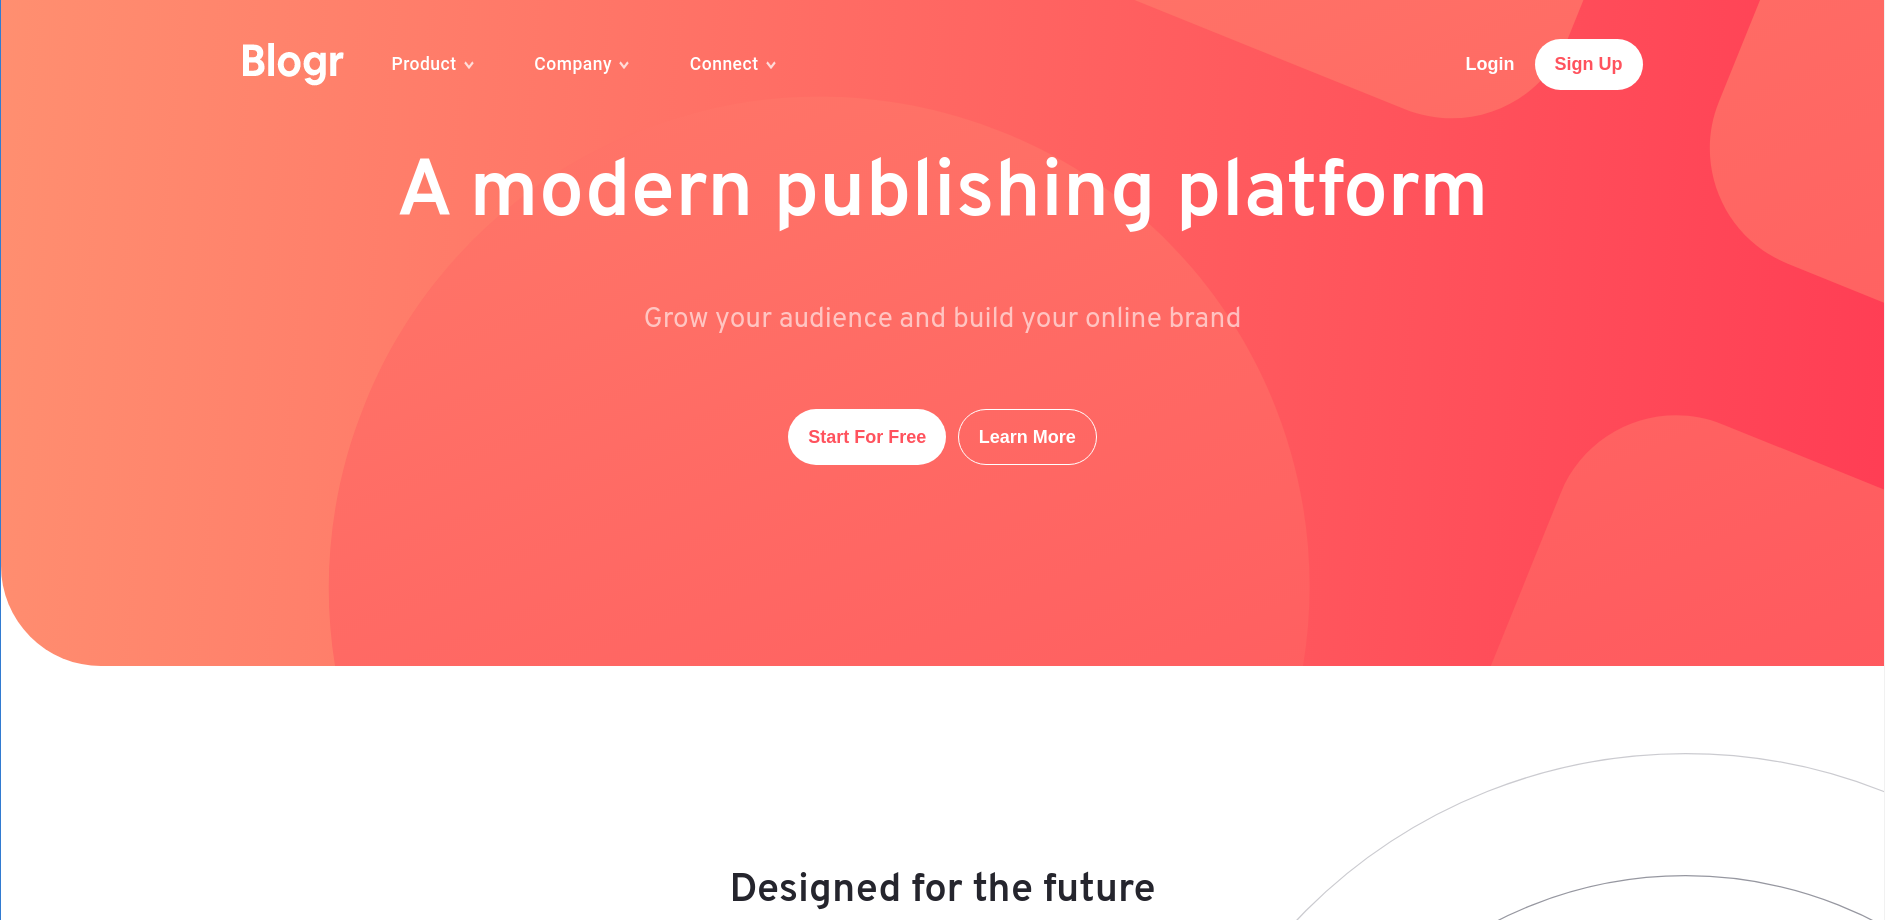 Blogr Product Company Connect Login Sign Up
A modern publishing platform
Grow your audience and build your online brand
Start For Free Learn More
Designed for the future